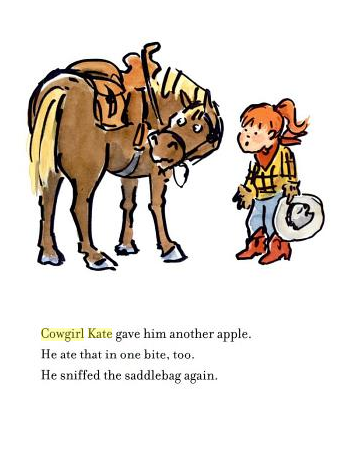 Cowgirl Kate gave him another apple.
He ate that in one bite, too.
He sniffed the saddlebag again.